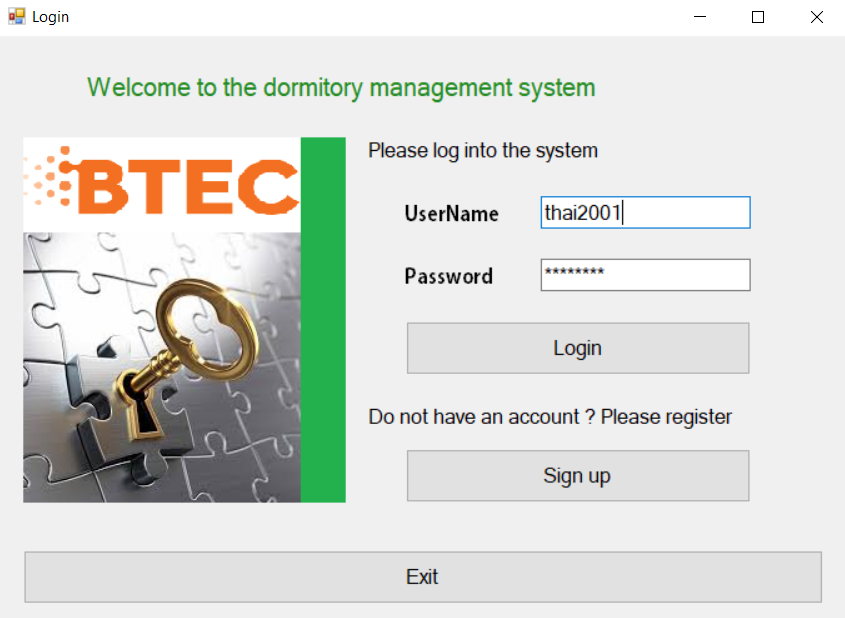 Login
Welcome to the dormitory management system
BTEC
Please log into the system
UserName thai2001
Password ********
Login
Do not have an account ? Please register
Sign up
Exit